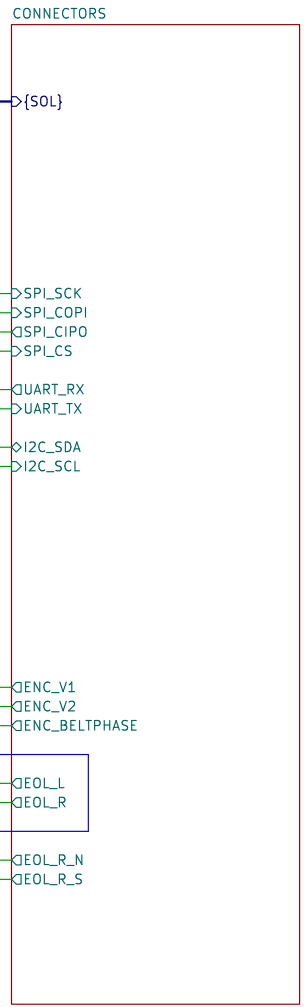 CONNECTORS
{SOL}
SPI_SCK
SPI_COPI
SPI_CIPO
SPI_CS
UART_RX
UART_TX
I2C_SDA
I2C_SCL
ENC_V1
ENC_V2
ENC_BELTPHASE
EOL_L
EOL_R
EOL_R_N
EOL_R_S